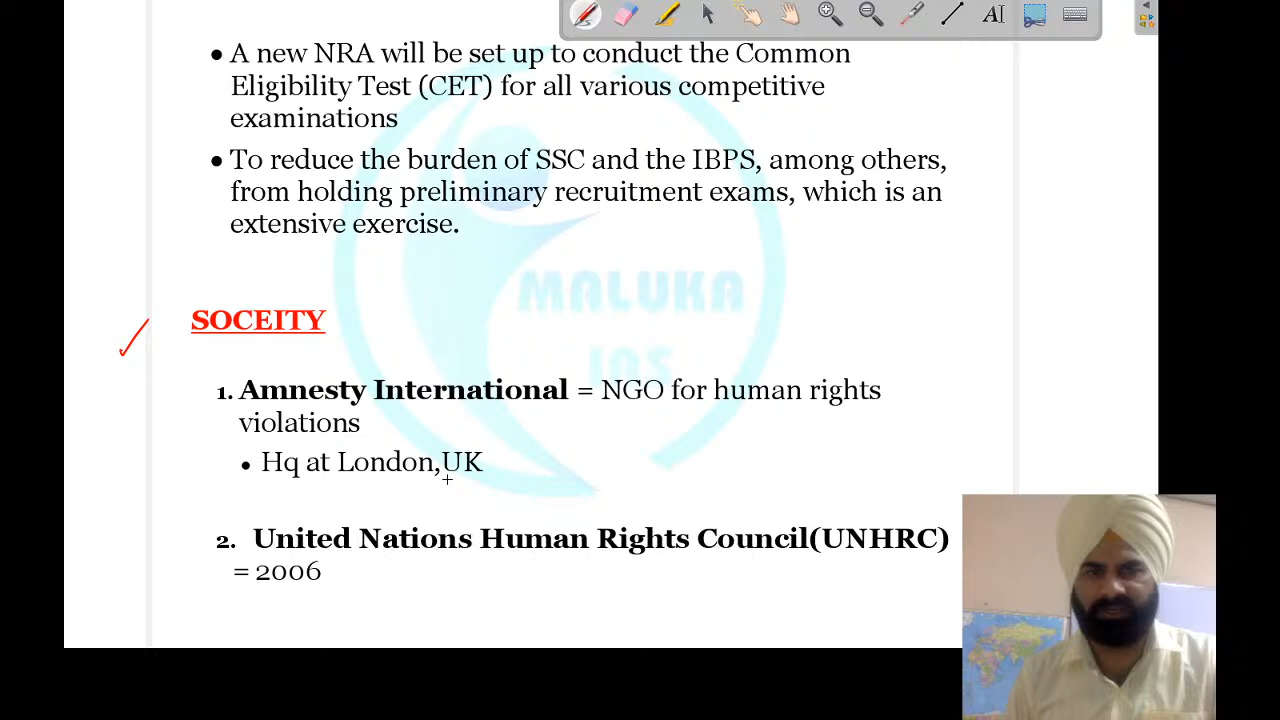 • A new NRA will be set up to conduct the Common
Eligibility Test (CET) for all various competitive
examinations
• To reduce the burden of SSC and the IBPS, among others,
from holding preliminary recruitment exams, which is an
extensive exercise.
MALUKA
IAS
SOCEITY
1. Amnesty International = NGO for human rights
violations
• Hq at London,UK
2. United Nations Human Rights Council(UNHRC)
= 2006